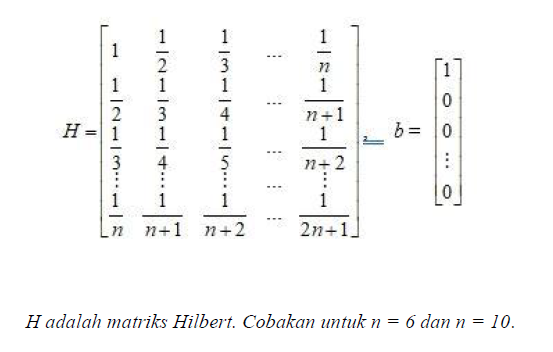 H = [ 1 1/2 1/3 ... 1/n
1/2 1/3 1/4 ... 1/n+1
1/3 1/4 1/5 ... 1/n+2
⋮ ⋮ ⋮ ... ⋮
1/n 1/n+1 1/n+2 ... 1/2n+1 ] ,
b = [ 1
0
0
⋮
0 ]
H adalah matriks Hilbert. Cobakan untuk n = 6 dan n = 10.